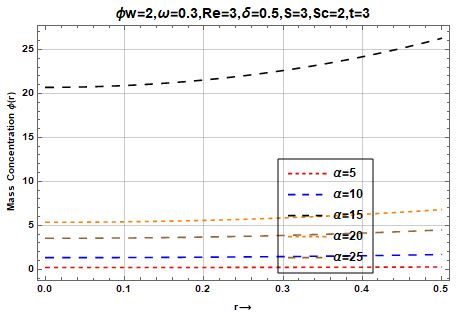 ϕw=2,ω=0.3,Re=3,δ=0.5,S=3,Sc=2,t=3
Mass Concentration ϕ(r)
25
20
15
10
5
0
α=5
α=10
α=15
α=20
α=25
0.0 0.1 0.2 0.3 0.4 0.5
r⟶